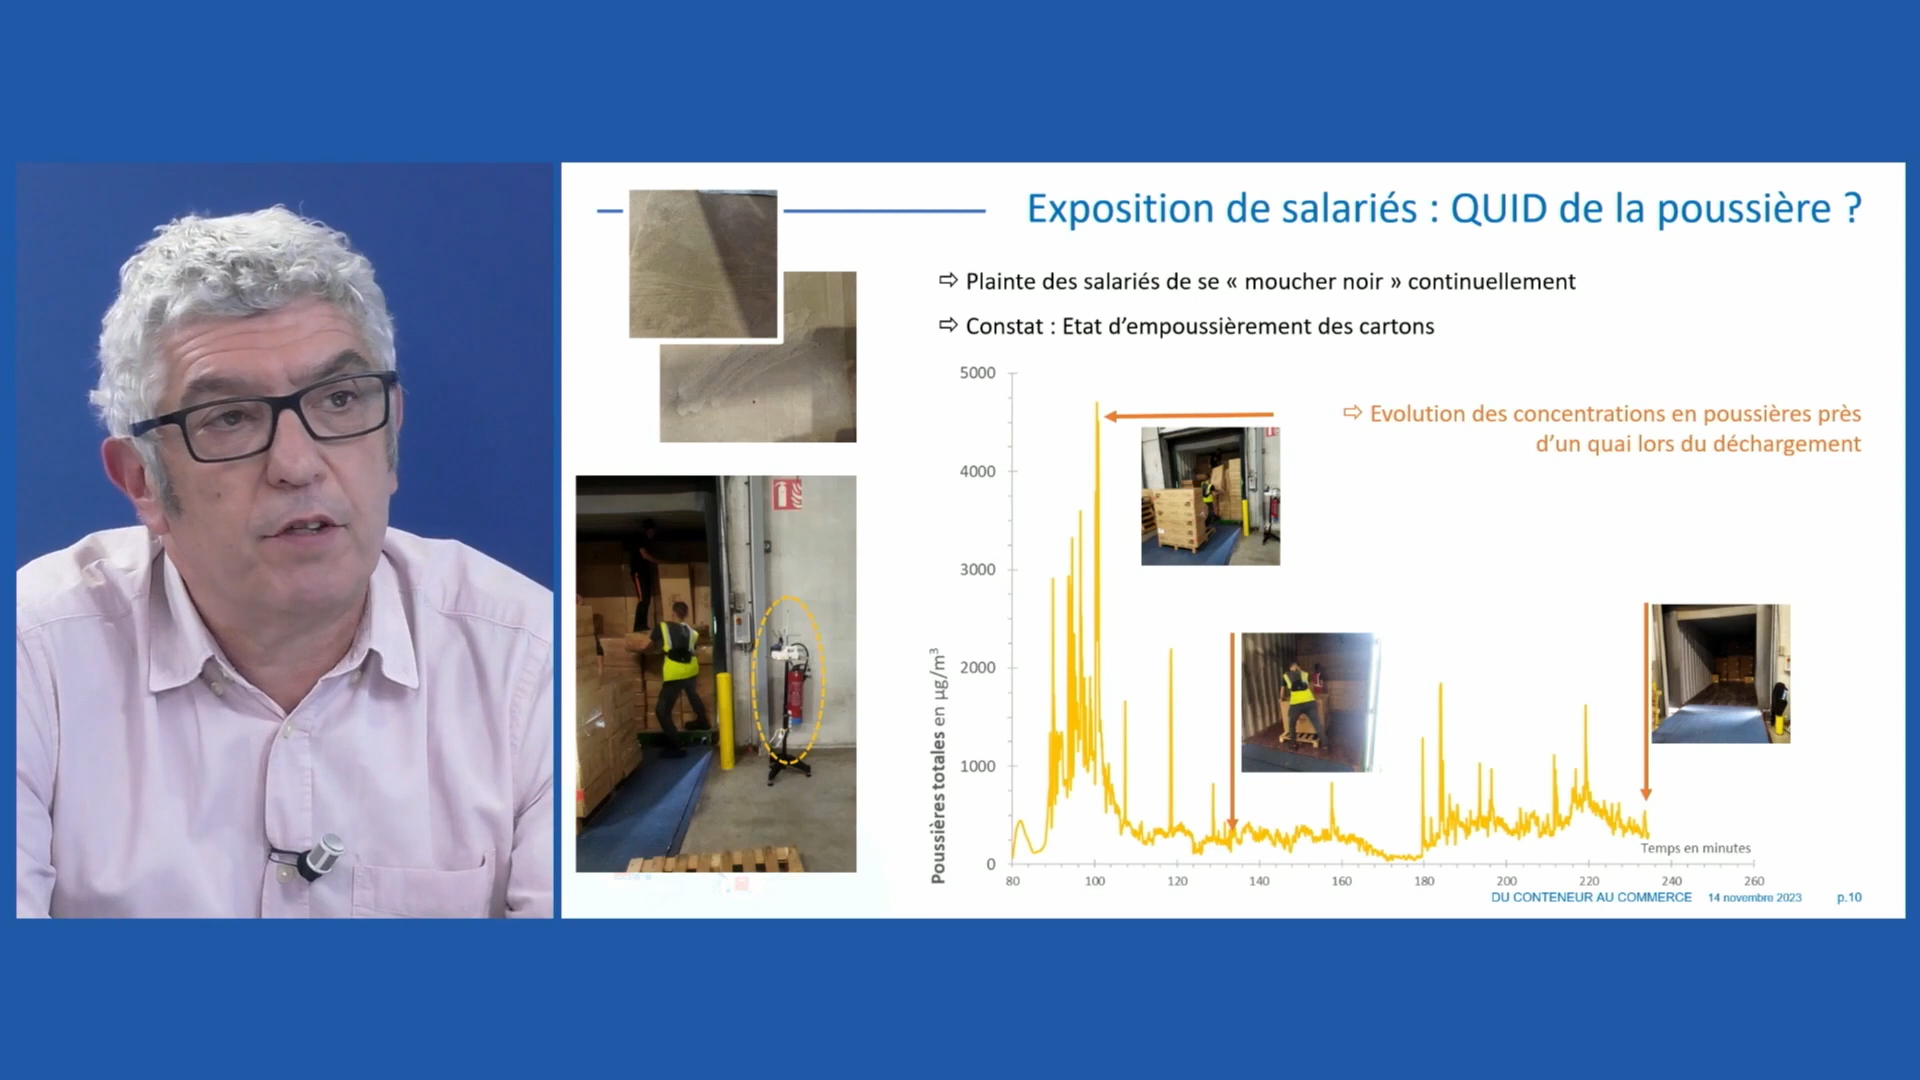 Exposition de salariés : QUID de la poussière ?
⇨ Plainte des salariés de se « moucher noir » continuellement
⇨ Constat : Etat d’empoussièrement des cartons
⇨ Evolution des concentrations en poussières près
d’un quai lors du déchargement
Poussières totales en µg/m³
5000
4000
3000
2000
1000
0
80 100 120 140 160 180 200 220 240 260
Temps en minutes
DU CONTENEUR AU COMMERCE 14 novembre 2023 p.10